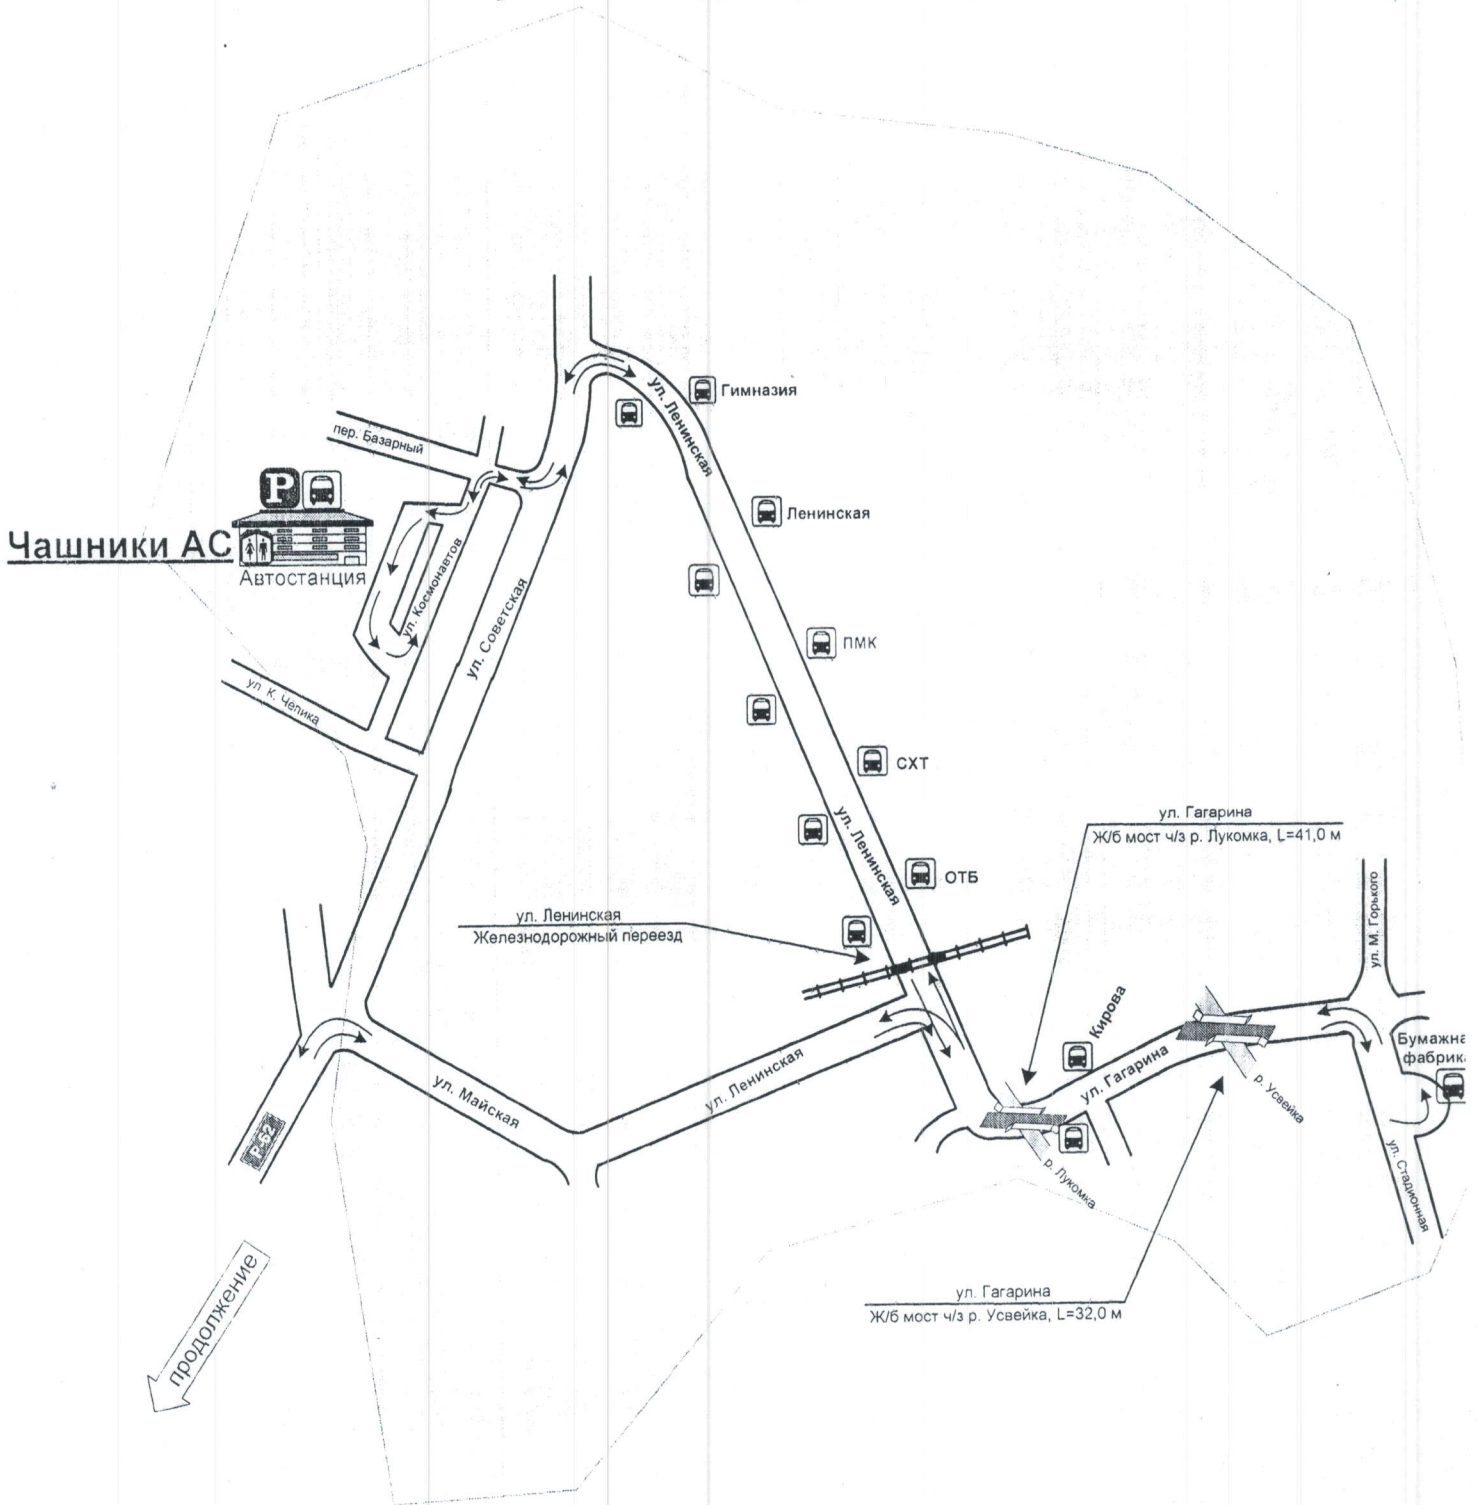 ул. Ленинская
Гимназия
пер. Базарный
P
Чашники АС
Автостанция
Ленинская
ул. Космонавтов
ул. Советская
ПМК
ул. К. Чепика
СХТ
ул. Гагарина
Ж/б мост ч/з р. Лукомка, L=41,0 м
ул. Ленинская
ОТБ
ул. М. Горького
ул. Ленинская
Железнодорожный переезд
Кирова
Бумажна
фабрик
ул. Гагарина
р. Усвейка
ул. Ленинская
ул. Майская
Р-62
р. Лукомка
ул. Стадионная
продолжение
ул. Гагарина
Ж/б мост ч/з р. Усвейка, L=32,0 м